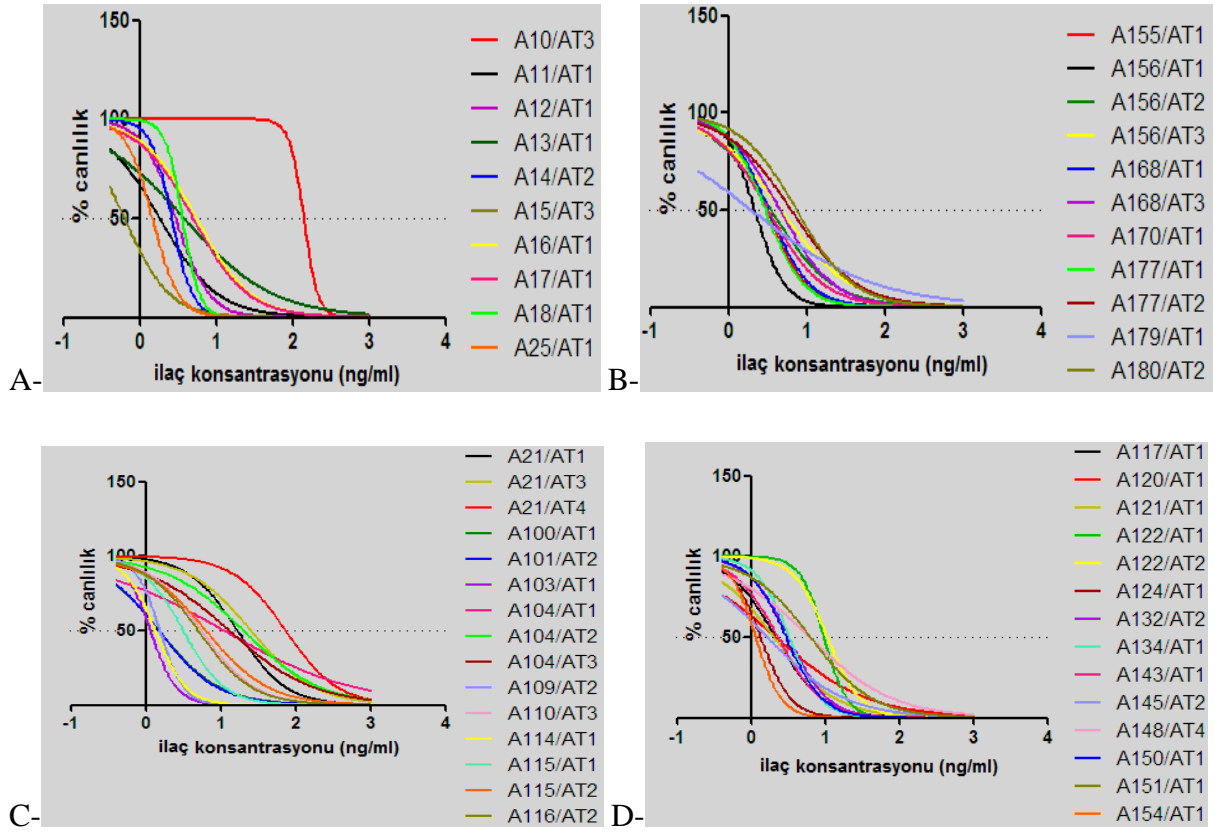 150
100
50
-1
0
1
2
3
4
% canlılık
ilaç konsantrasyonu (ng/ml)
A10/AT3
A11/AT1
A12/AT1
A13/AT1
A14/AT2
A15/AT3
A16/AT1
A17/AT1
A18/AT1
A25/AT1
A-
150
100
50
-1
0
1
2
3
4
% canlılık
ilaç konsantrasyonu (ng/ml)
A155/AT1
A156/AT1
A156/AT2
A156/AT3
A168/AT1
A168/AT3
A170/AT1
A177/AT1
A177/AT2
A179/AT1
A180/AT2
B-
150
100
50
-1
0
1
2
3
4
% canlılık
ilaç konsantrasyonu (ng/ml)
A21/AT1
A21/AT3
A21/AT4
A100/AT1
A101/AT2
A103/AT1
A104/AT1
A104/AT2
A104/AT3
A109/AT2
A110/AT3
A114/AT1
A115/AT1
A115/AT2
A116/AT2
C-
150
100
50
-1
0
1
2
3
4
% canlılık
ilaç konsantrasyonu (ng/ml)
A117/AT1
A120/AT1
A121/AT1
A122/AT1
A122/AT2
A124/AT1
A132/AT2
A134/AT1
A143/AT1
A145/AT2
A148/AT4
A150/AT1
A151/AT1
A154/AT1
D-